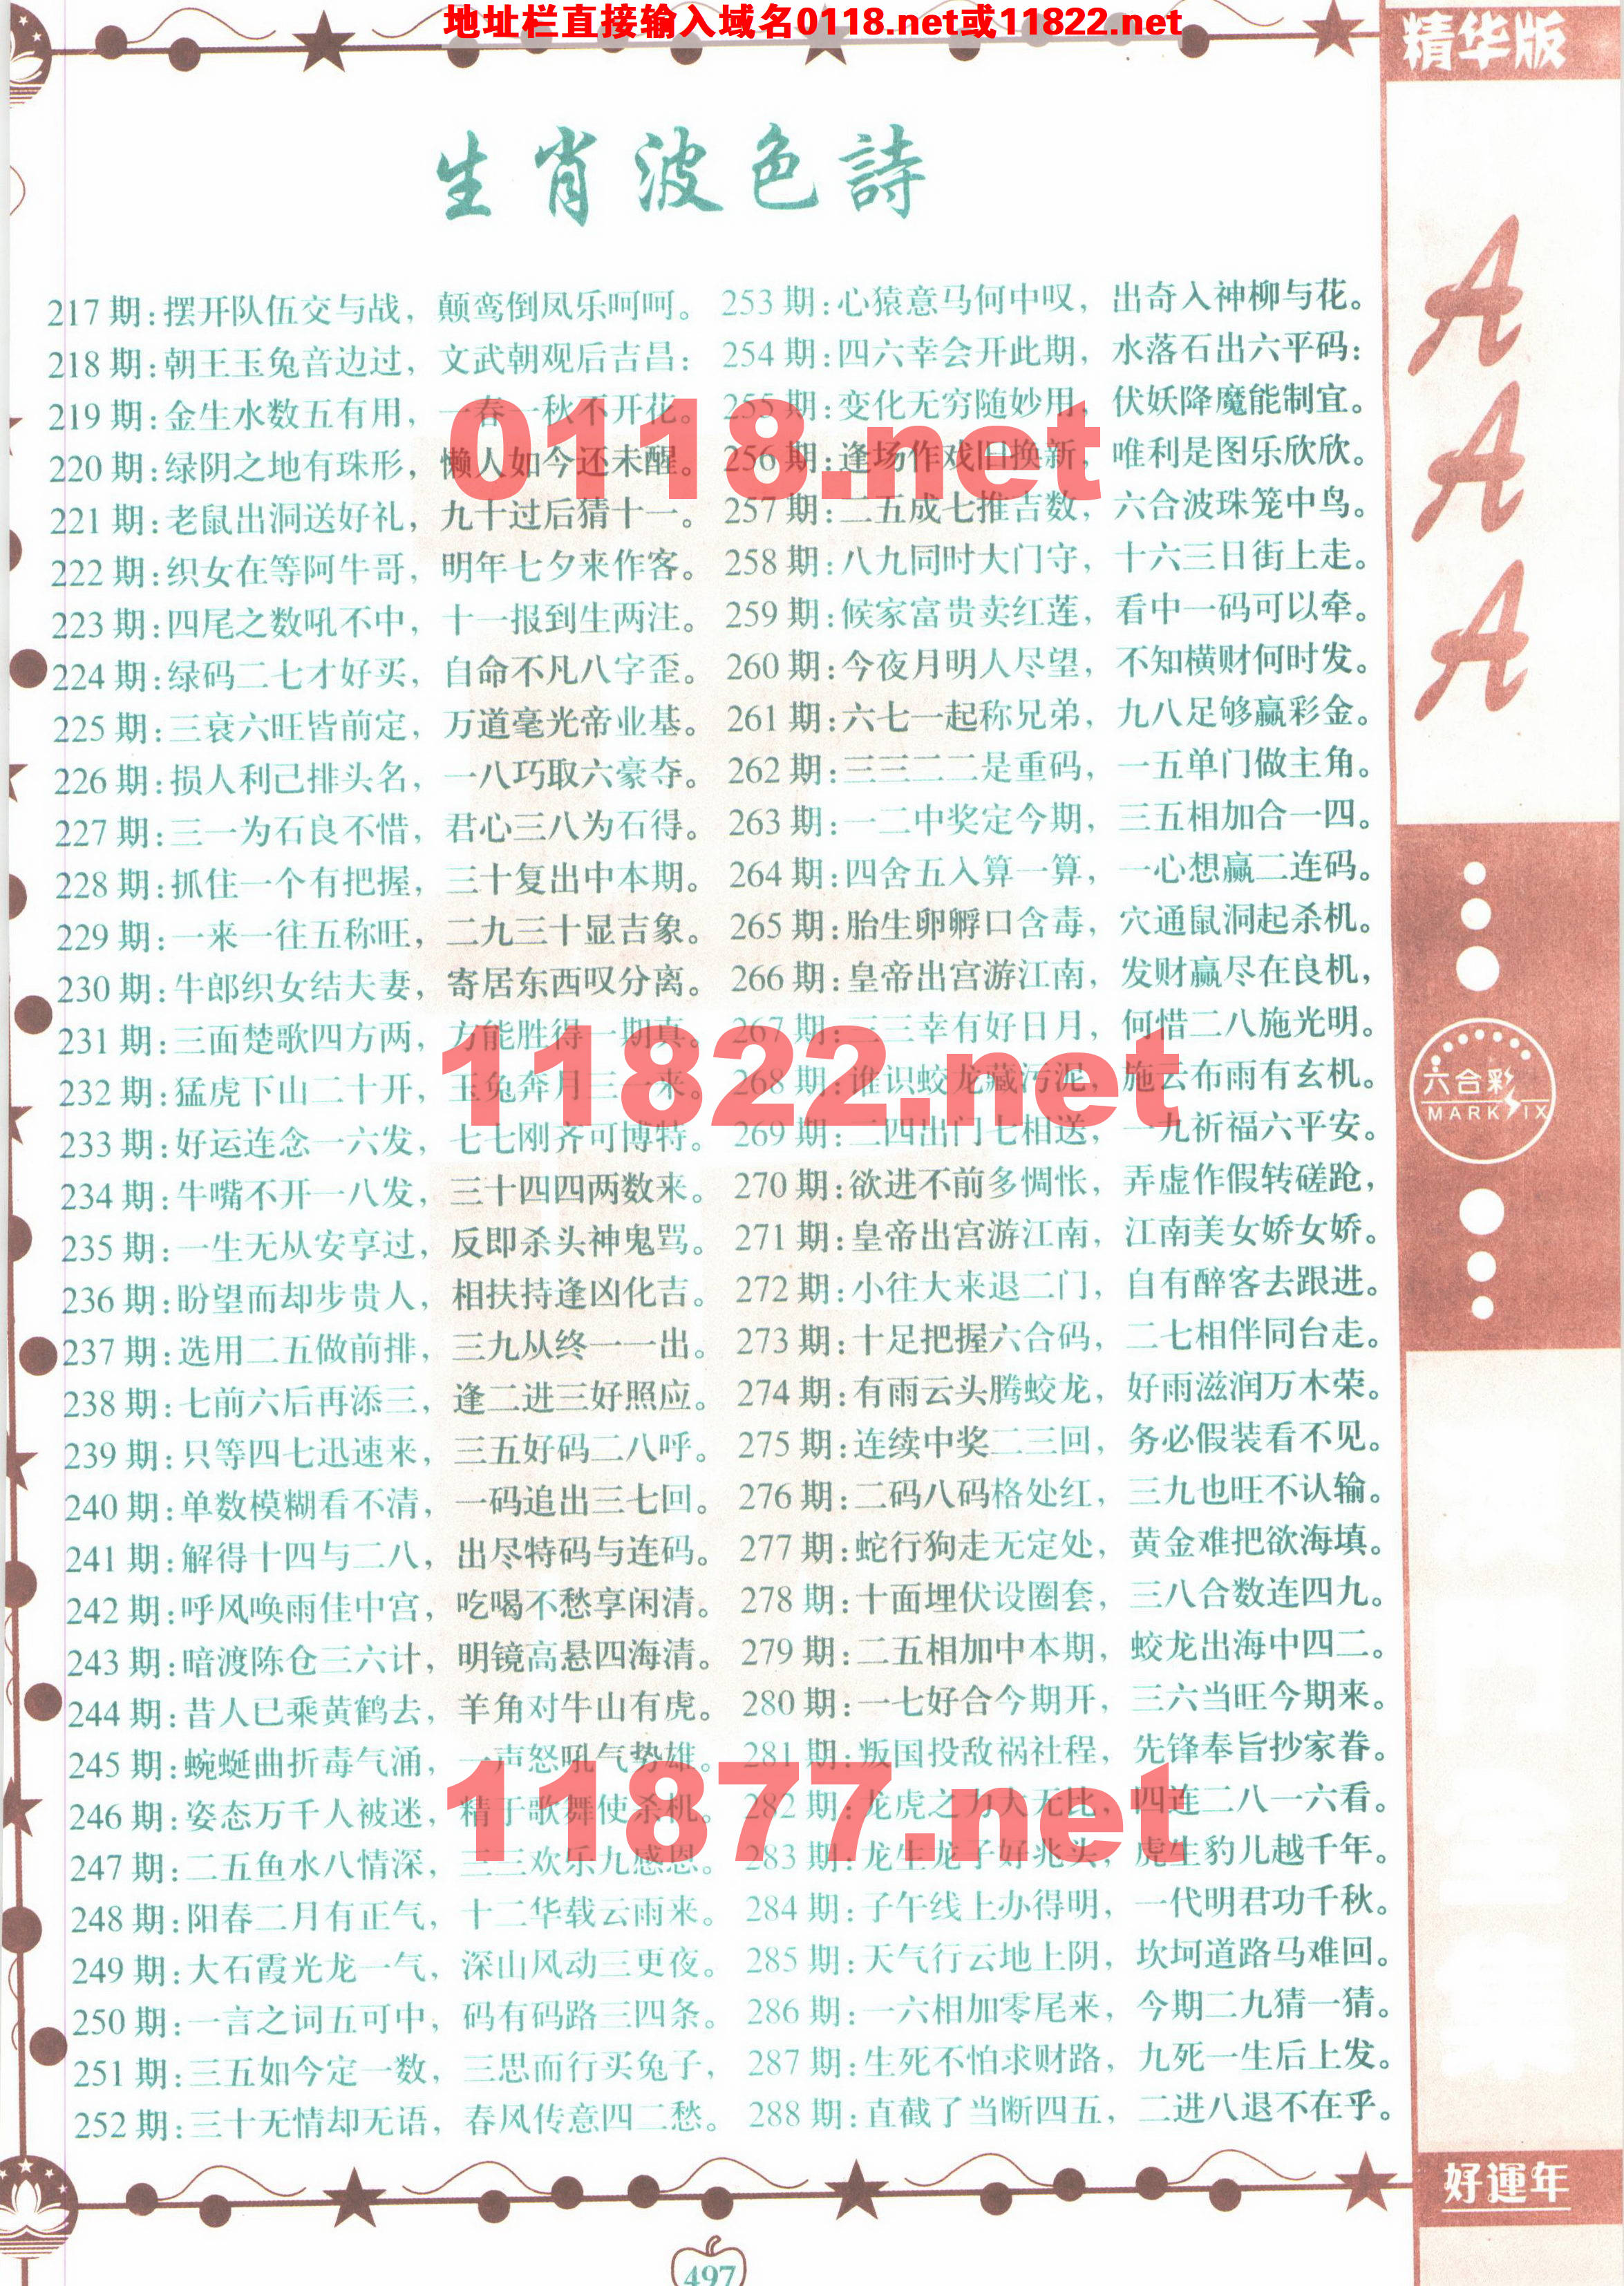 地址栏直接输入域名0118.net或11822.net
精华版
生肖波色詩
217期:摆开队伍交与战，颠鸾倒凤乐呵呵。
218期:朝王玉兔音边过，文武朝观后吉昌:
219期:金生水数五有用，一春一秋不开花。
220期:绿阴之地有珠形，懒人如今还未醒。
221期:老鼠出洞送好礼，九十过后猜十一。
222期:织女在等阿牛哥，明年七夕来作客。
223期:四尾之数吼不中，十一报到生两注。
224期:绿码二七才好买，自命不凡八字歪。
225期:三衰六旺皆前定，万道毫光帝业基。
226期:损人利己排头名，一八巧取六豪夺。
227期:三一为石良不惜，君心三八为石得。
228期:抓住一个有把握，三十复出中本期。
229期:一来一往五称旺，二九三十显吉象。
230期:牛郎织女结夫妻，寄居东西叹分离。
231期:三面楚歌四方两，方能胜得一期真。
232期:猛虎下山二十开，玉兔奔月三一来。
233期:好运连念一六发，七七刚齐可博特。
234期:牛嘴不开一八发，三十四四两数来。
235期:一生无从安享过，反即杀头神鬼骂。
236期:盼望而却步贵人，相扶持逢凶化吉。
237期:选用二五做前排，三九从终一一出。
238期:七前六后再添三，逢二进三好照应。
239期:只等四七迅速来，三五好码二八呼。
240期:单数模糊看不清，一码追出三七回。
241期:解得十四与二八，出尽特码与连码。
242期:呼风唤雨佳中宫，吃喝不愁享闲清。
243期:暗渡陈仓三六计，明镜高悬四海清。
244期:昔人已乘黄鹤去，羊角对牛山有虎。
245期:蜿蜒曲折毒气涌，一声怒吼气势雄。
246期:姿态万千人被迷，精于歌舞使杀机。
247期:二五鱼水八情深，三三欢乐九感恩。
248期:阳春二月有正气，十二华载云雨来。
249期:大石霞光龙一气，深山风动三更夜。
250期:一言之词五可中，码有码路三四条。
251期:三五如今定一数，三思而行买兔子，
252期:三十无情却无语，春风传意四二愁。
253期:心猿意马何中叹，出奇入神柳与花。
254期:四六幸会开此期，水落石出六平码:
255期:变化无穷随妙用，伏妖降魔能制宜。
256期:逢场作戏旧换新，唯利是图乐欣欣。
257期:二五成七推吉数，六合波珠笼中鸟。
258期:八九同时大门守，十六三日街上走。
259期:候家富贵卖红莲，看中一码可以牵。
260期:今夜月明人尽望，不知横财何时发。
261期:六七一起称兄弟，九八足够赢彩金。
262期:三三二二是重码，一五单门做主角。
263期:一二中奖定今期，三五相加合一四。
264期:四舍五入算一算，一心想赢二连码。
265期:胎生卵孵口含毒，穴通鼠洞起杀机。
266期:皇帝出宫游江南，发财赢尽在良机，
267期:二三幸有好日月，何惜二八施光明。
268期:谁识蛟龙藏污泥，施云布雨有玄机。
269期:二四出门七相送，一九祈福六平安。
270期:欲进不前多惆怅，弄虚作假转磋跄，
271期:皇帝出宫游江南，江南美女娇女娇。
272期:小往大来退二门，自有醉客去跟进。
273期:十足把握六合码，二七相伴同台走。
274期:有雨云头腾蛟龙，好雨滋润万木荣。
275期:连续中奖二三回，务必假装看不见。
276期:二码八码格处红，三九也旺不认输。
277期:蛇行狗走无定处，黄金难把欲海填。
278期:十面埋伏设圈套，三八合数连四九。
279期:二五相加中本期，蛟龙出海中四二。
280期:一七好合今期开，三六当旺今期来。
281期:叛国投敌祸社程，先锋奉旨抄家眷。
282期:龙虎之力大无比，四连二八一六看。
283期:龙生龙子好兆头，虎生豹儿越千年。
284期:子午线上办得明，一代明君功千秋。
285期:天气行云地上阴，坎坷道路马难回。
286期:一六相加零尾来，今期二九猜一猜。
287期:生死不怕求财路，九死一生后上发。
288期:直截了当断四五，二进八退不在乎。
0118.net
11822.net
11877.net
AAA
六合彩
MARK SIX
好運年
497